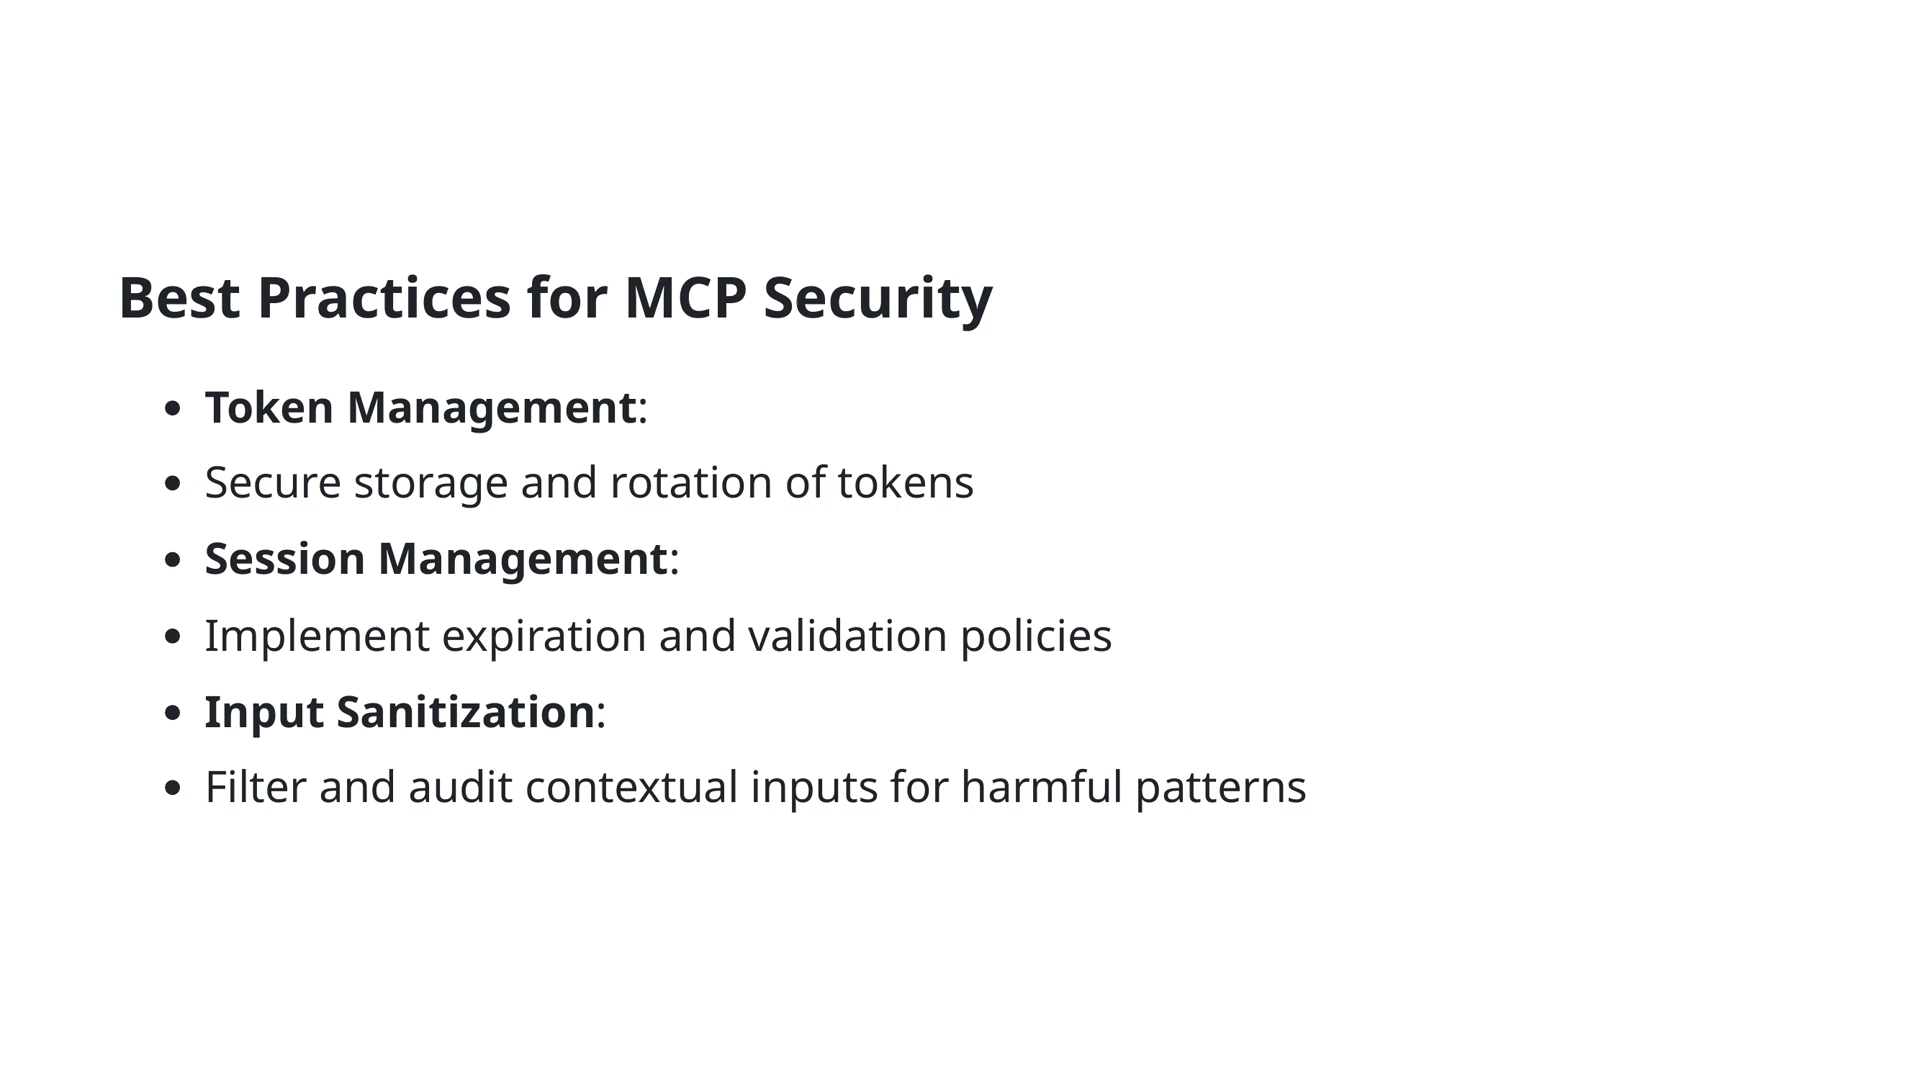 Best Practices for MCP Security
• Token Management:
• Secure storage and rotation of tokens
• Session Management:
• Implement expiration and validation policies
• Input Sanitization:
• Filter and audit contextual inputs for harmful patterns